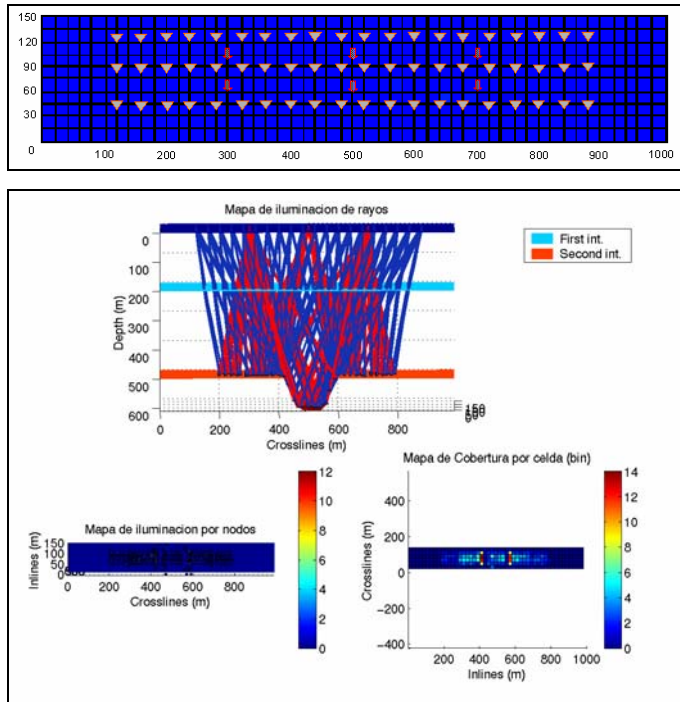 150
120
90
60
30
0
100 200 300 400 500 600 700 800 900 1000
Mapa de iluminacion de rayos
First int.
Second int.
Depth (m)
0
100
200
300
400
500
600
0 200 400 600 800
Crosslines (m)
Mapa de iluminacion por nodos
Inlines (m)
150
100
50
0 200 400 600 800
Crosslines (m)
12
10
8
6
4
2
0
Mapa de Cobertura por celda (bin)
Crosslines (m)
400
200
0
−200
−400
200 400 600 800 1000
Inlines (m)
14
12
10
8
6
4
2
0